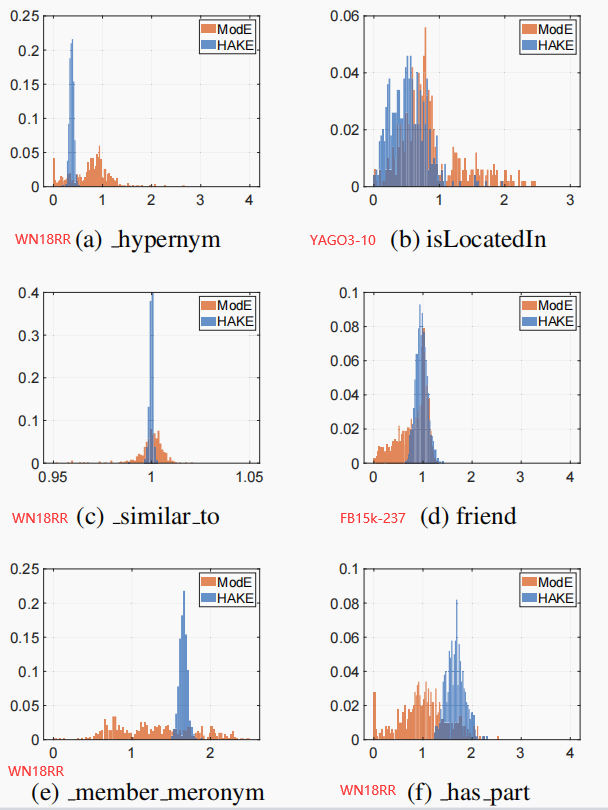 0.25
0.2
0.15
0.1
0.05
0
0 1 2 3 4
ModE
HAKE
WN18RR (a) _hypernym
0.06
0.04
0.02
0
0 1 2 3
ModE
HAKE
YAGO3-10 (b) isLocatedIn
0.4
0.3
0.2
0.1
0
0.95 1 1.05
ModE
HAKE
WN18RR (c) _similar_to
0.1
0.08
0.06
0.04
0.02
0
0 1 2 3 4
ModE
HAKE
FB15k-237 (d) friend
0.25
0.2
0.15
0.1
0.05
0
0 1 2
ModE
HAKE
WN18RR
(e) _member_meronym
0.1
0.08
0.06
0.04
0.02
0
0 1 2 3 4
ModE
HAKE
WN18RR (f) _has_part